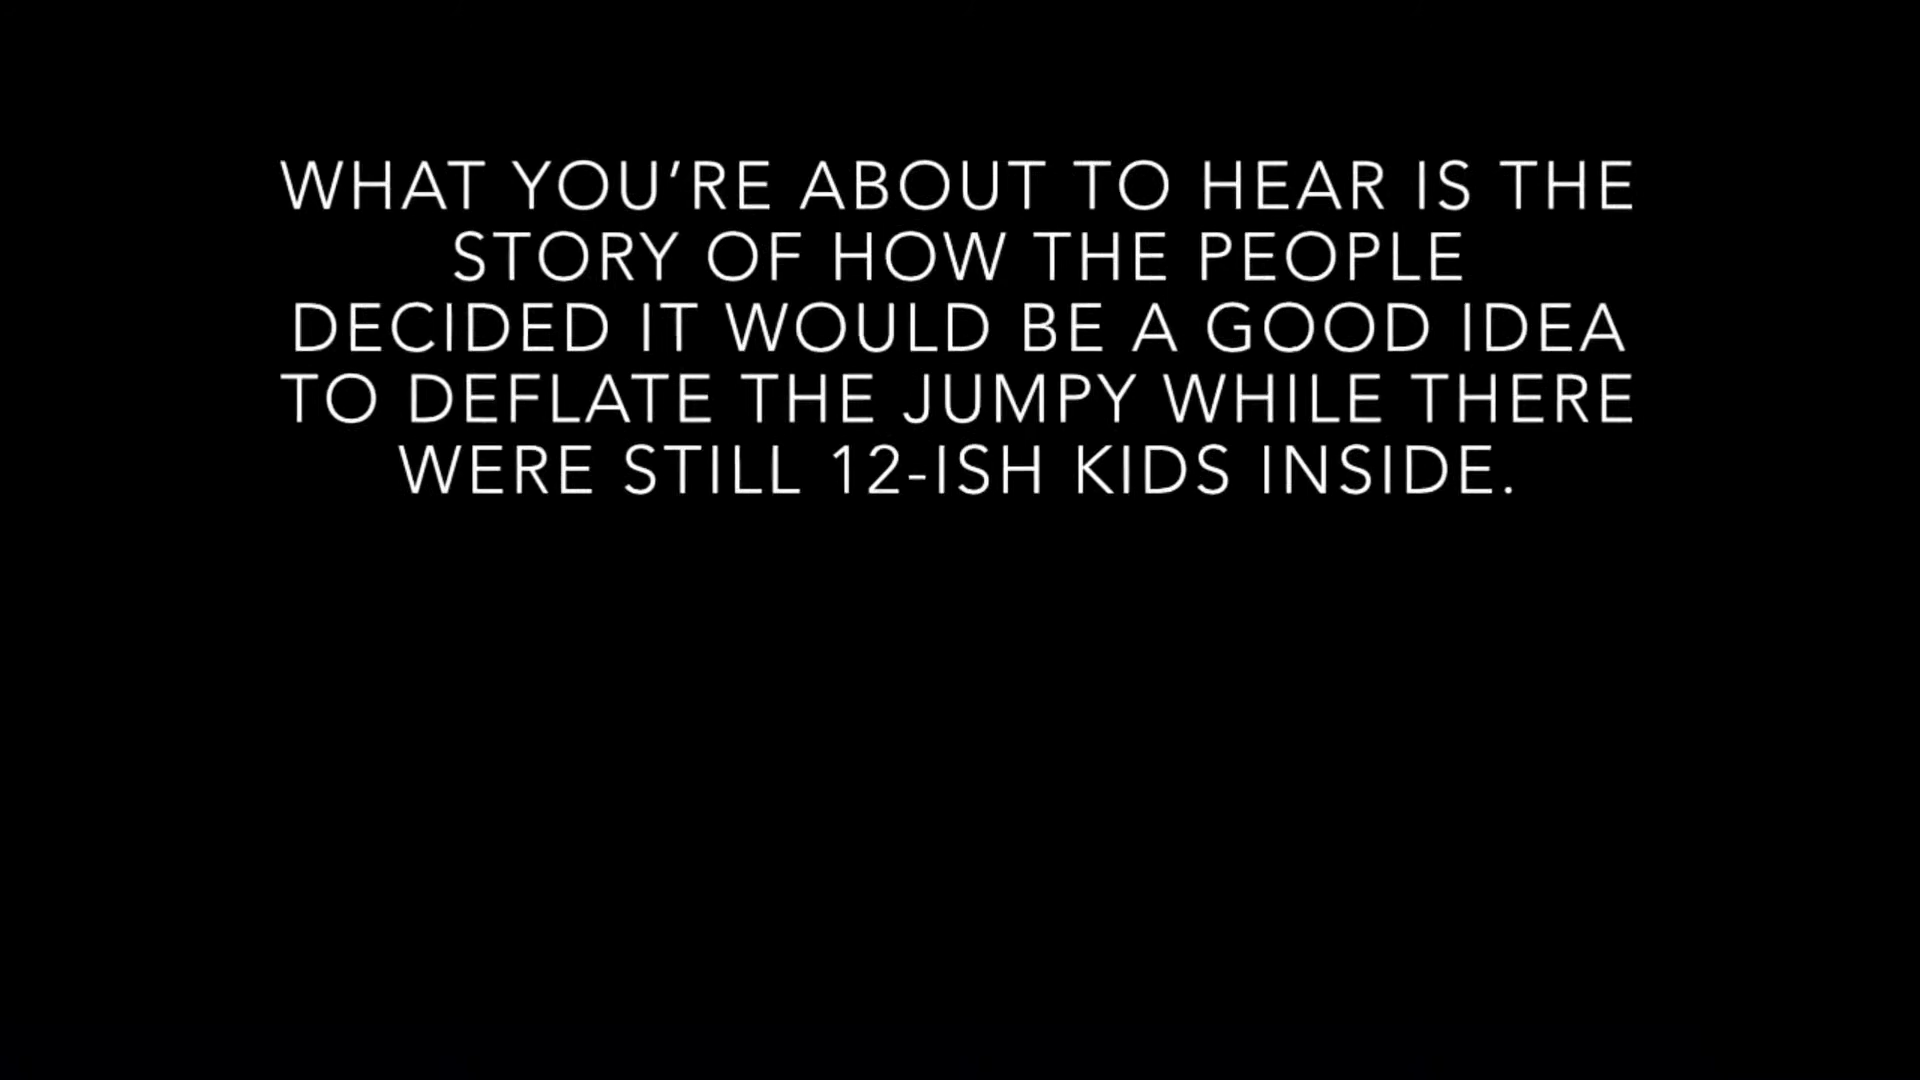 WHAT YOU’RE ABOUT TO HEAR IS THE
STORY OF HOW THE PEOPLE
DECIDED IT WOULD BE A GOOD IDEA
TO DEFLATE THE JUMPY WHILE THERE
WERE STILL 12-ISH KIDS INSIDE.